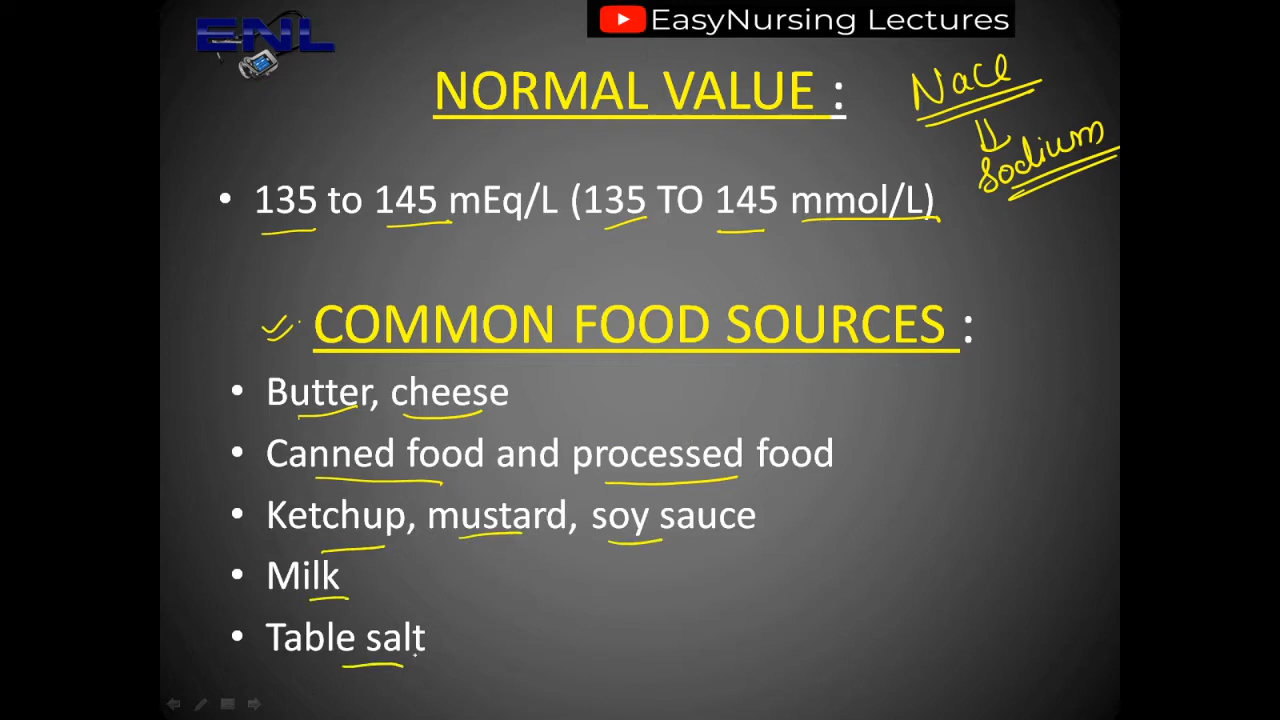 EasyNursing Lectures
ENL
NORMAL VALUE :
NaCl
Sodium
• 135 to 145 mEq/L (135 TO 145 mmol/L)
COMMON FOOD SOURCES :
• Butter, cheese
• Canned food and processed food
• Ketchup, mustard, soy sauce
• Milk
• Table salt